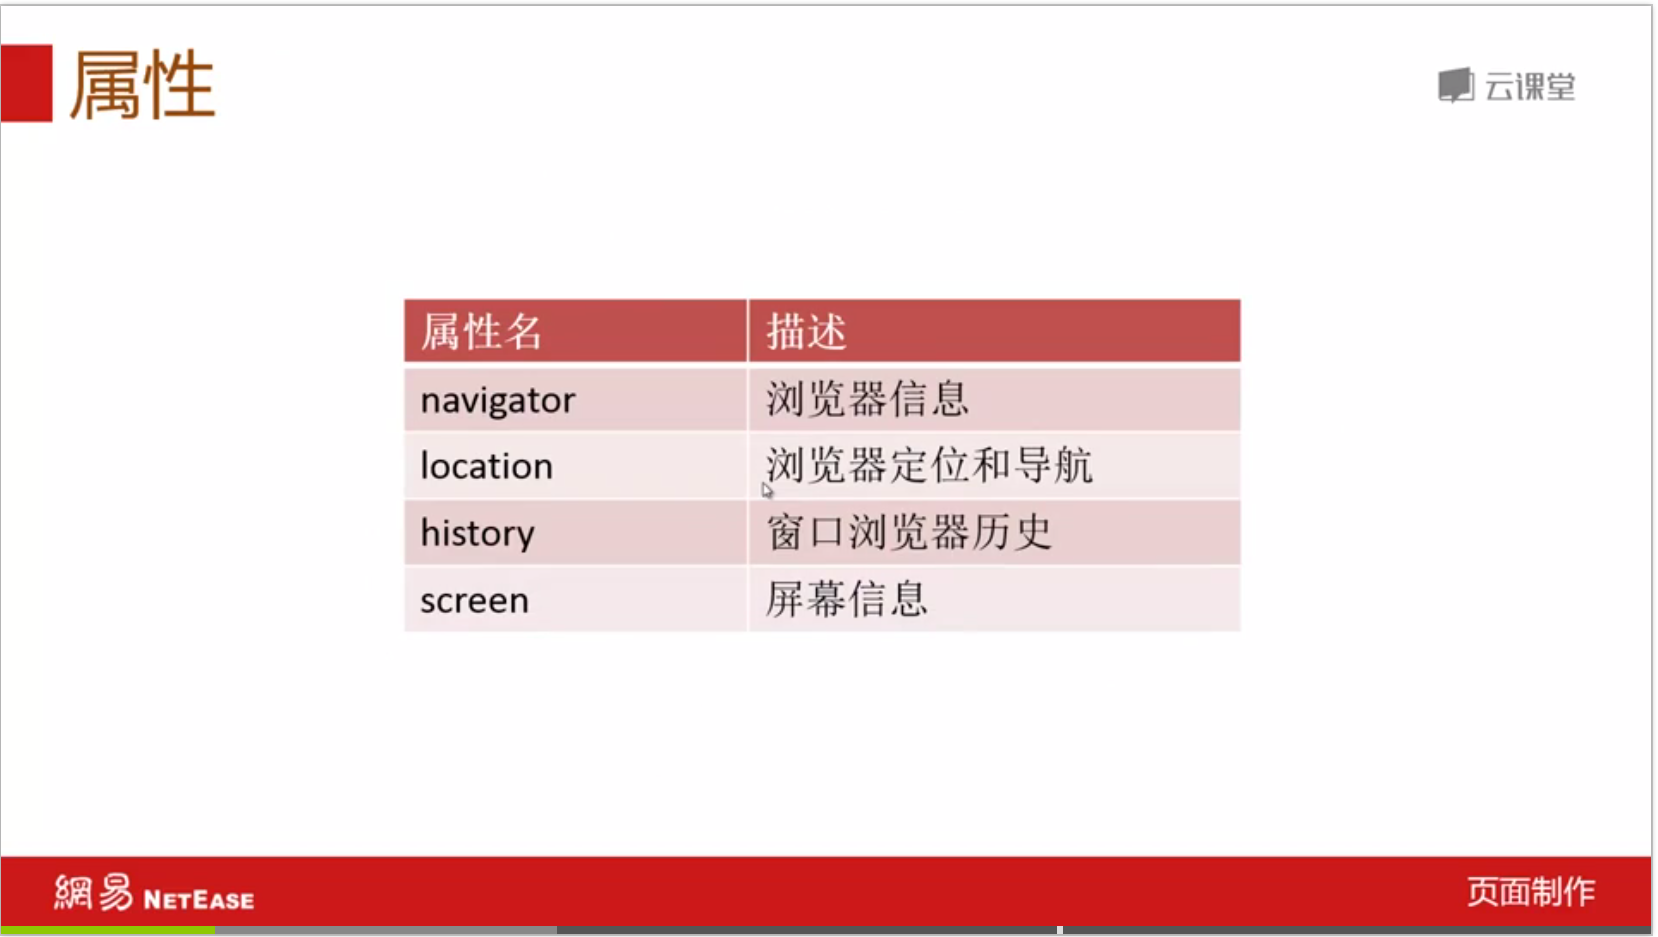 属性
云课堂
属性名 描述
navigator 浏览器信息
location 浏览器定位和导航
history 窗口浏览器历史
screen 屏幕信息
網易 NETEASE 页面制作